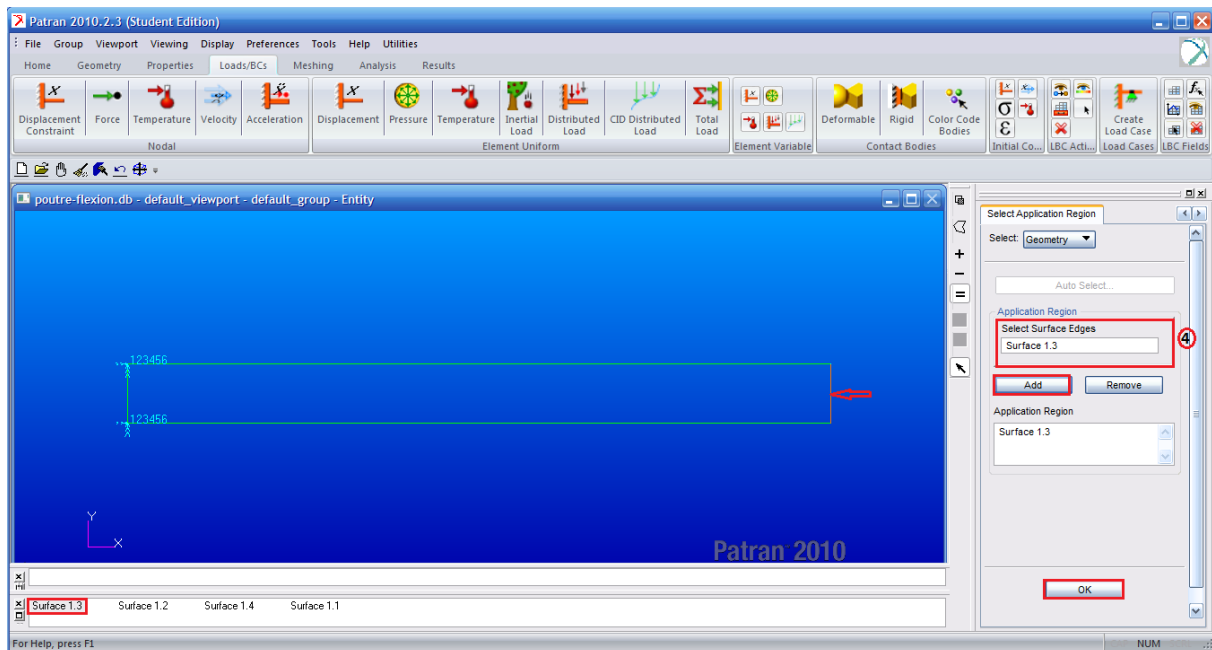 Patran 2010.2.3 (Student Edition)
File Group Viewport Viewing Display Preferences Tools Help Utilities
Home Geometry Properties Loads/BCs Meshing Analysis Results
Displacement Constraint Force Temperature Velocity Acceleration Displacement Pressure Temperature Inertial Load Distributed Load CID Distributed Load Total Load Deformable Rigid Color Code Bodies Create Load Case
Nodal Element Uniform Element Variable Contact Bodies Initial Co... LBC Acti... Load Cases LBC Fields
poutre-flexion.db - default_viewport - default_group - Entity
123456
123456
Y
X
Patran 2010
Select Application Region
Select: Geometry
Auto Select...
Application Region
Select Surface Edges
Surface 1.3
4
Add Remove
Application Region
Surface 1.3
OK
Surface 1.3 Surface 1.2 Surface 1.4 Surface 1.1
For Help, press F1
NUM